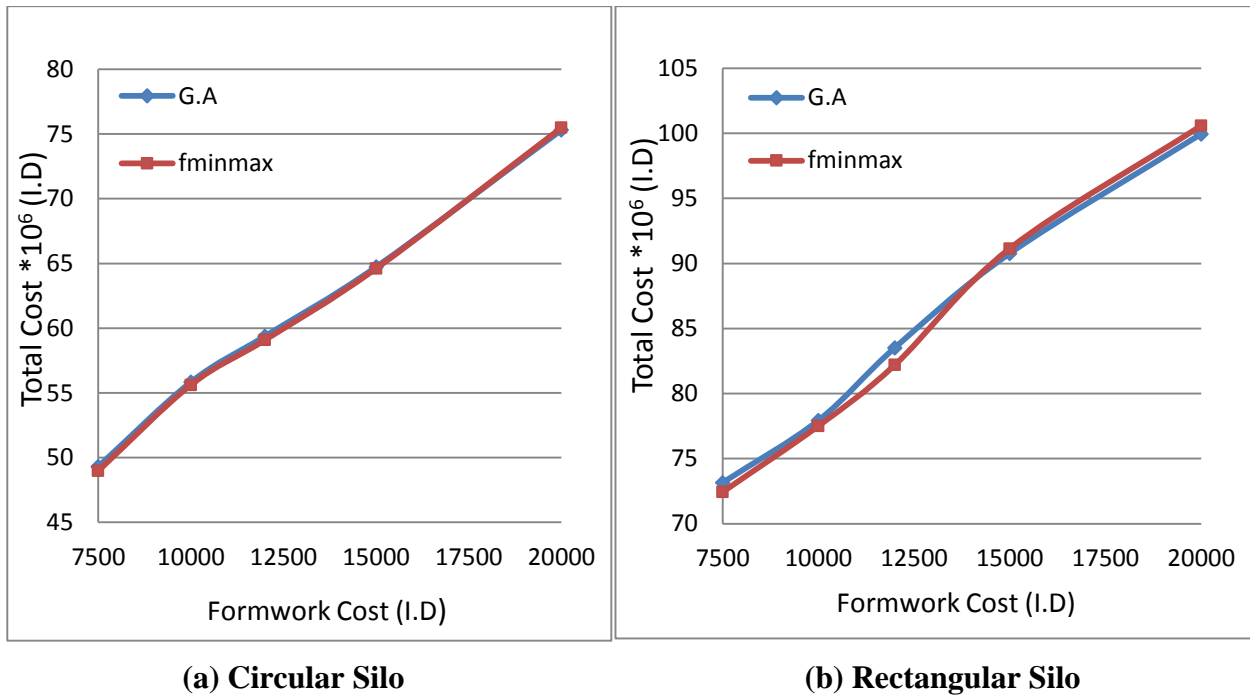 80
75
70
65
60
55
50
45
G.A
fminmax
Total Cost *10⁶ (I.D)
7500 10000 12500 15000 17500 20000
Formwork Cost (I.D)
(a) Circular Silo
105
100
95
90
85
80
75
70
G.A
fminmax
Total Cost *10⁶ (I.D)
7500 10000 12500 15000 17500 20000
Formwork Cost (I.D)
(b) Rectangular Silo